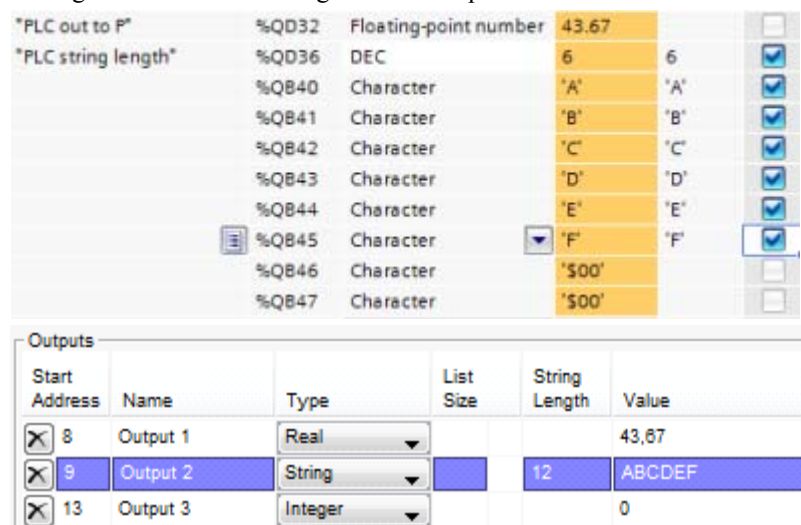 "PLC out to P" %QD32 Floating-point number 43.67
"PLC string length" %QD36 DEC 6 6
%QB40 Character 'A' 'A'
%QB41 Character 'B' 'B'
%QB42 Character 'C' 'C'
%QB43 Character 'D' 'D'
%QB44 Character 'E' 'E'
%QB45 Character 'F' 'F'
%QB46 Character '$00'
%QB47 Character '$00'
Outputs
Start Address Name Type List Size String Length Value
8 Output 1 Real 43,67
9 Output 2 String 12 ABCDEF
13 Output 3 Integer 0